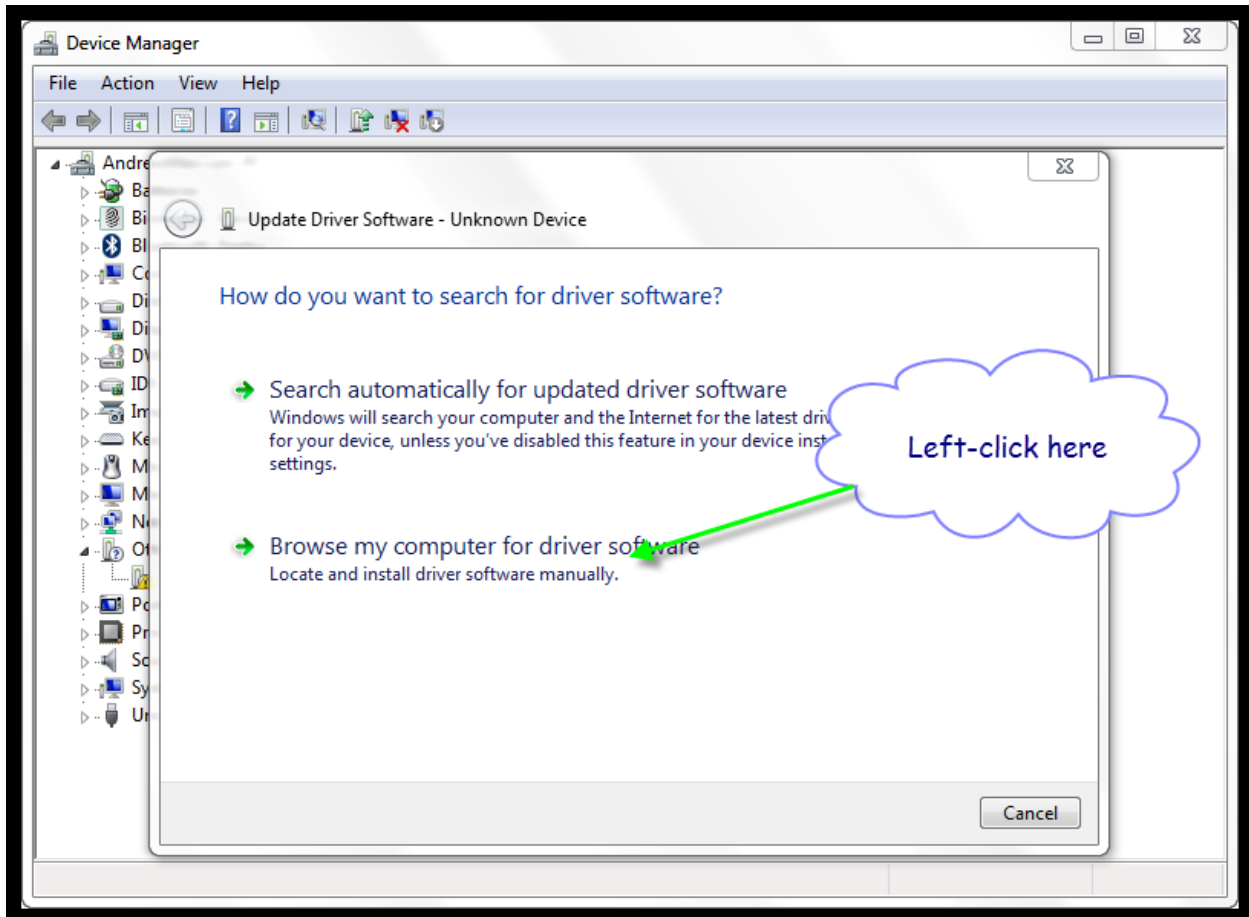 Device Manager
File Action View Help
Update Driver Software - Unknown Device
How do you want to search for driver software?
Search automatically for updated driver software
Windows will search your computer and the Internet for the latest
for your device, unless you've disabled this feature in your device
settings.
Left-click here
Browse my computer for driver software
Locate and install driver software manually.
Cancel